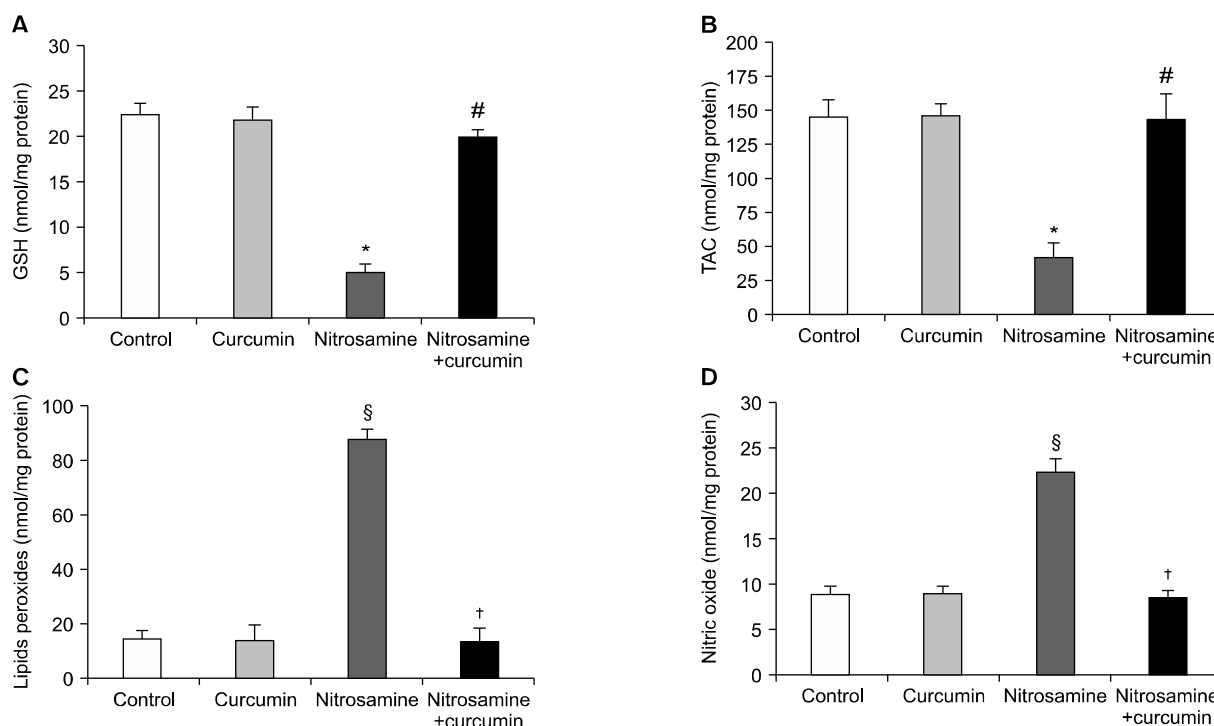 A
GSH (nmol/mg protein)
30
25
20
15
10
5
0
*
#
Control
Curcumin
Nitrosamine
Nitrosamine
+curcumin
B
TAC (nmol/mg protein)
200
175
150
125
100
75
50
25
0
*
#
Control
Curcumin
Nitrosamine
Nitrosamine
+curcumin
C
Lipids peroxides (nmol/mg protein)
100
80
60
40
20
0
§
†
Control
Curcumin
Nitrosamine
Nitrosamine
+curcumin
D
Nitric oxide (nmol/mg protein)
30
25
20
15
10
5
0
§
†
Control
Curcumin
Nitrosamine
Nitrosamine
+curcumin